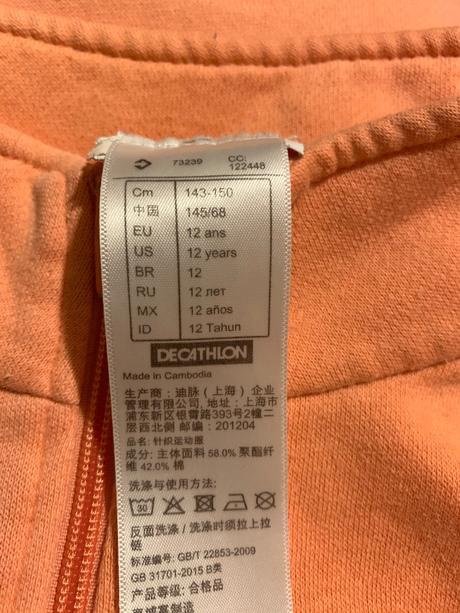 73239 CC: 122448
Cm 143-150
中国 145/68
EU 12 ans
US 12 years
BR 12
RU 12 лет
MX 12 años
ID 12 Tahun
DECATHLON
Made in Cambodia
生产商：迪脉（上海）企业
管理有限公司, 地址：上海市
浦东新区银霄路393号2幢二
层西北侧 邮编：201204
品名: 针织运动服
成分: 主体面料 58.0% 聚酯纤
维 42.0% 棉
洗涤与使用方法:
30
反面洗涤 / 洗涤时须拉上拉
链
标准编号: GB/T 22853-2009
GB 31701-2015 B类
产品等级: 合格品